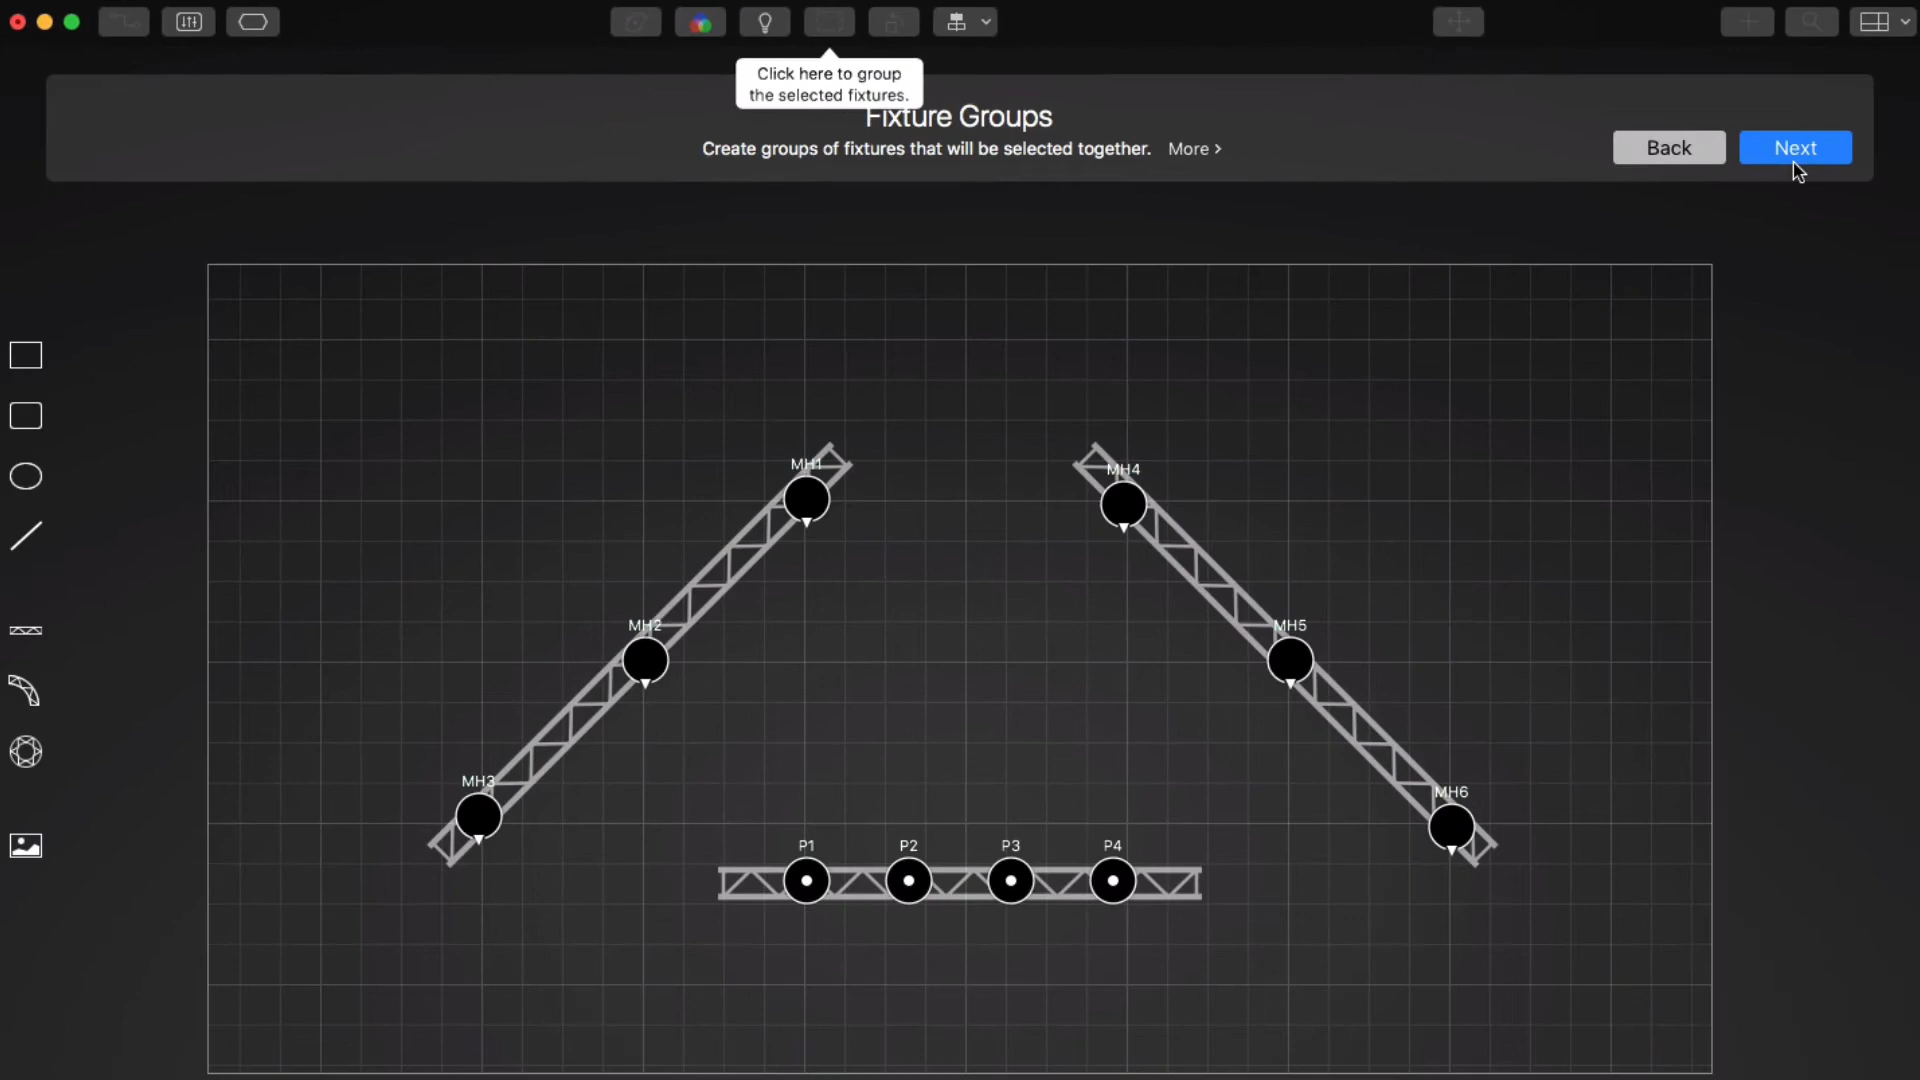 Click here to group
the selected fixtures.
Fixture Groups
Create groups of fixtures that will be selected together. More >
Back
Next
MH1
MH4
MH2
MH5
MH3
MH6
P1
P2
P3
P4